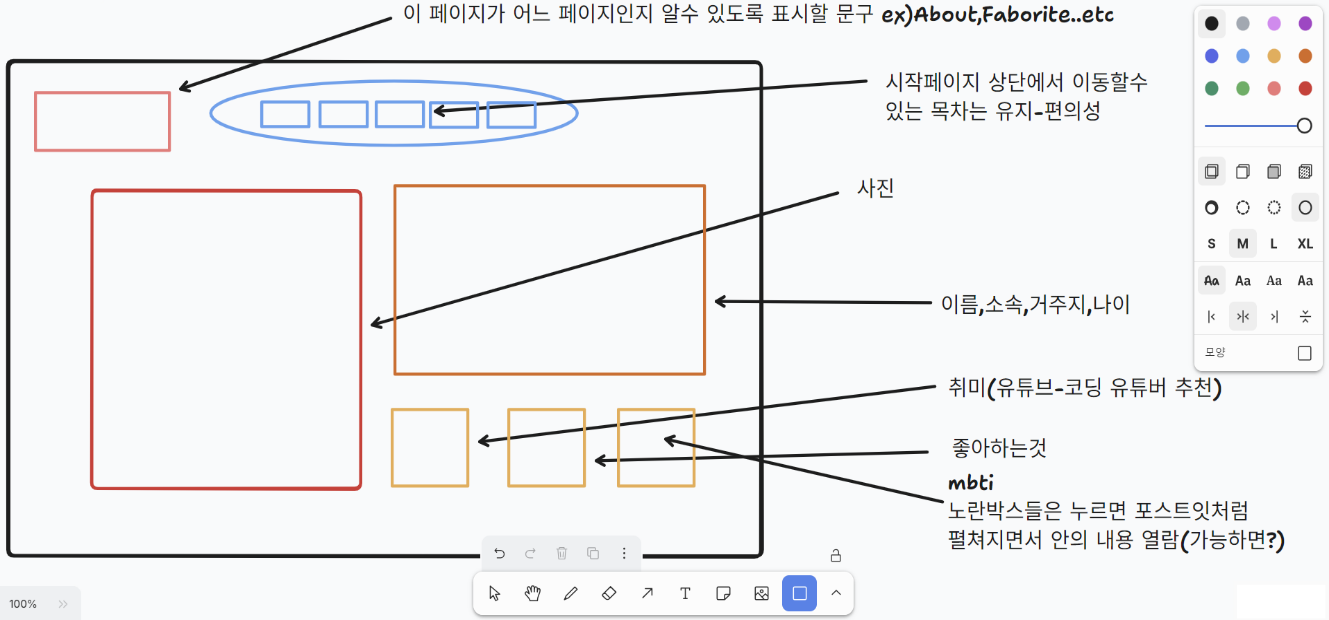 이 페이지가 어느 페이지인지 알수 있도록 표시할 문구 ex)About,Faborite..etc
시작페이지 상단에서 이동할수
있는 목차는 유지-편의성
사진
이름,소속,거주지,나이
취미(유튜브-코딩 유튜버 추천)
좋아하는것
mbti
노란박스들은 누르면 포스트잇처럼
펼쳐지면서 안의 내용 열람(가능하면?)
S M L XL
Aa Aa Aa Aa
모양
100%
T